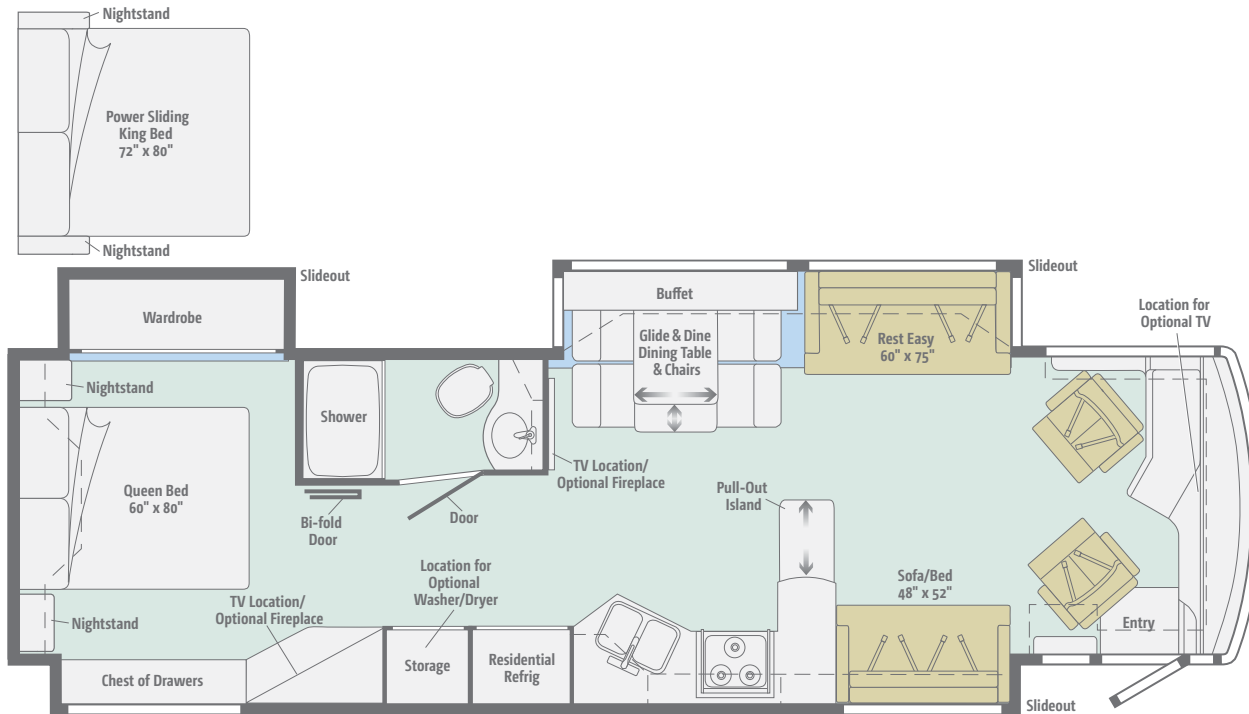 Nightstand
Power Sliding
King Bed
72" x 80"
Nightstand
Slideout
Wardrobe
Nightstand
Queen Bed
60" x 80"
Nightstand
Chest of Drawers
TV Location/
Optional Fireplace
Shower
Bi-fold
Door
Door
Location for
Optional
Washer/Dryer
Storage
Residential
Refrig
TV Location/
Optional Fireplace
Buffet
Glide & Dine
Dining Table
& Chairs
Rest Easy
60" x 75"
Slideout
Pull-Out
Island
Sofa/Bed
48" x 52"
Location for
Optional TV
Entry
Slideout